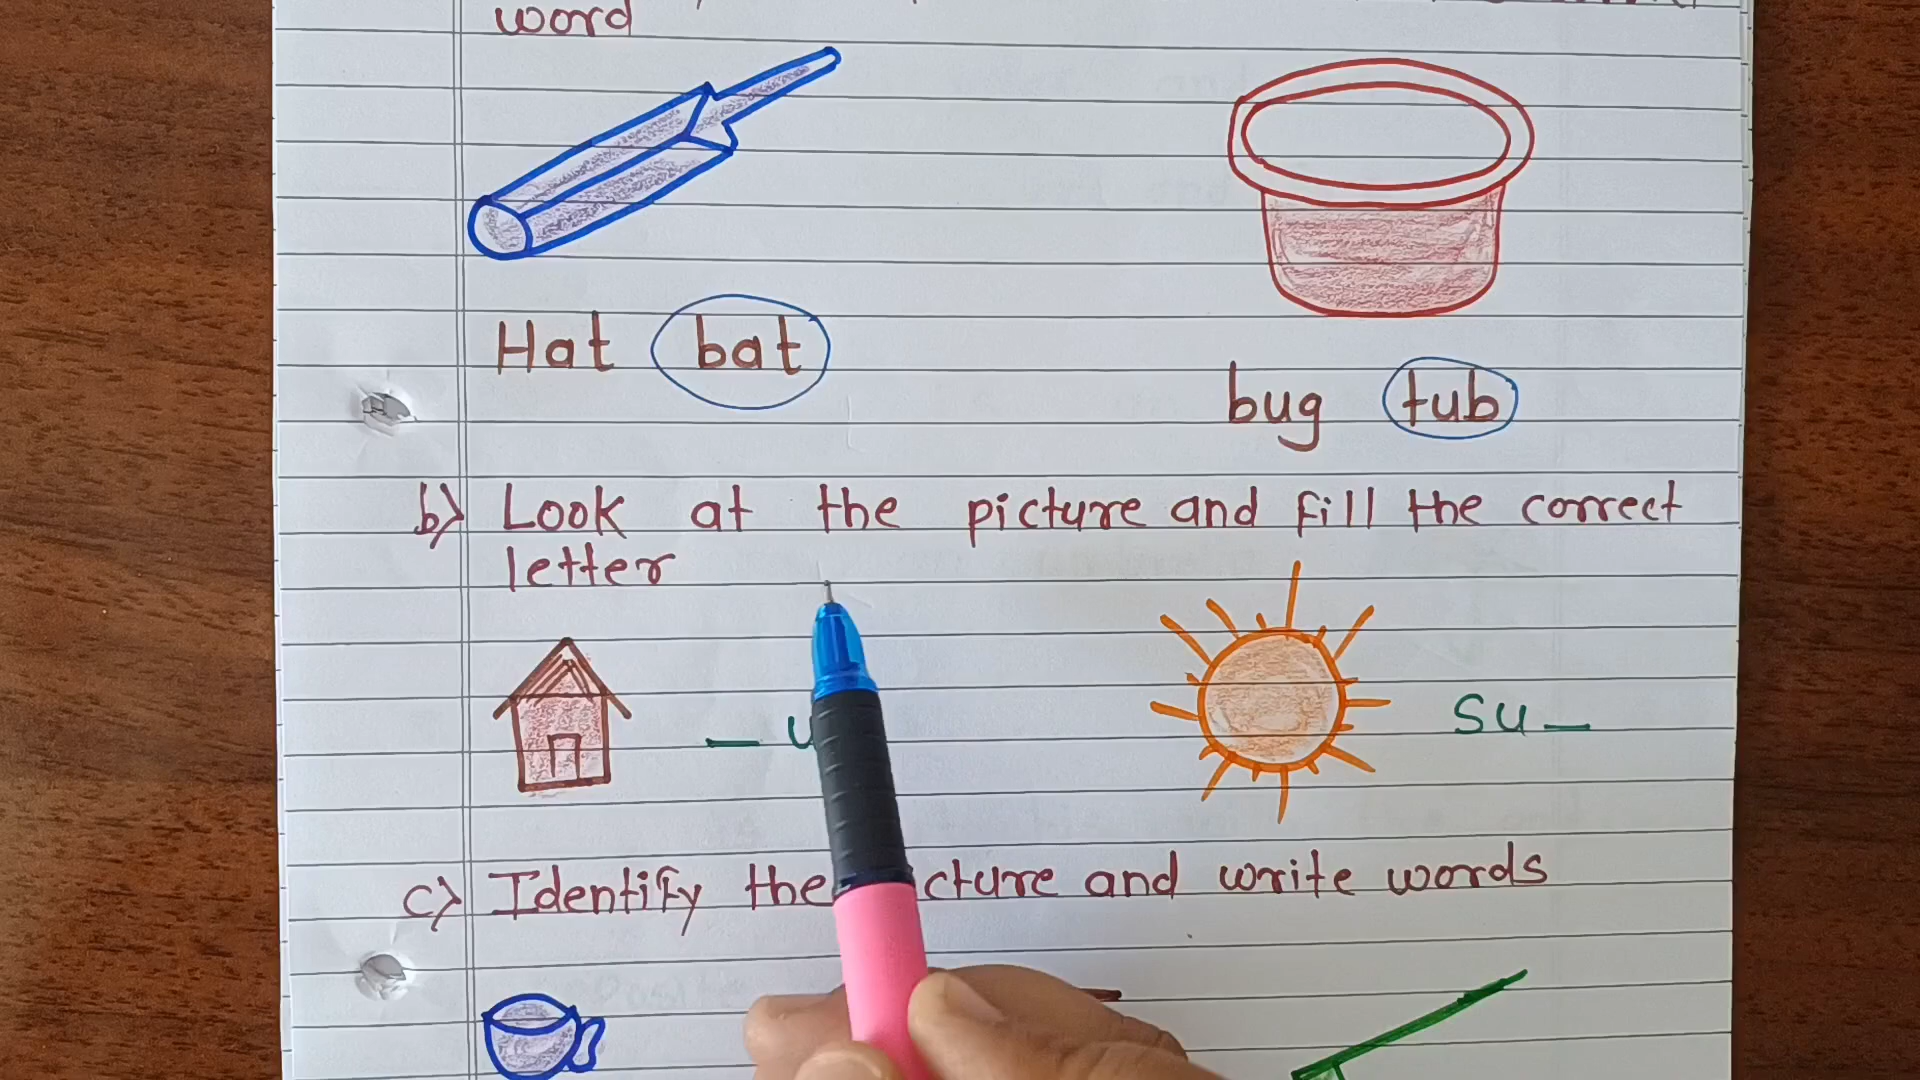 word
Hat bat
bug tub
b) Look at the picture and fill the correct
letter
_ u
su_
c) Identify the cture and write words